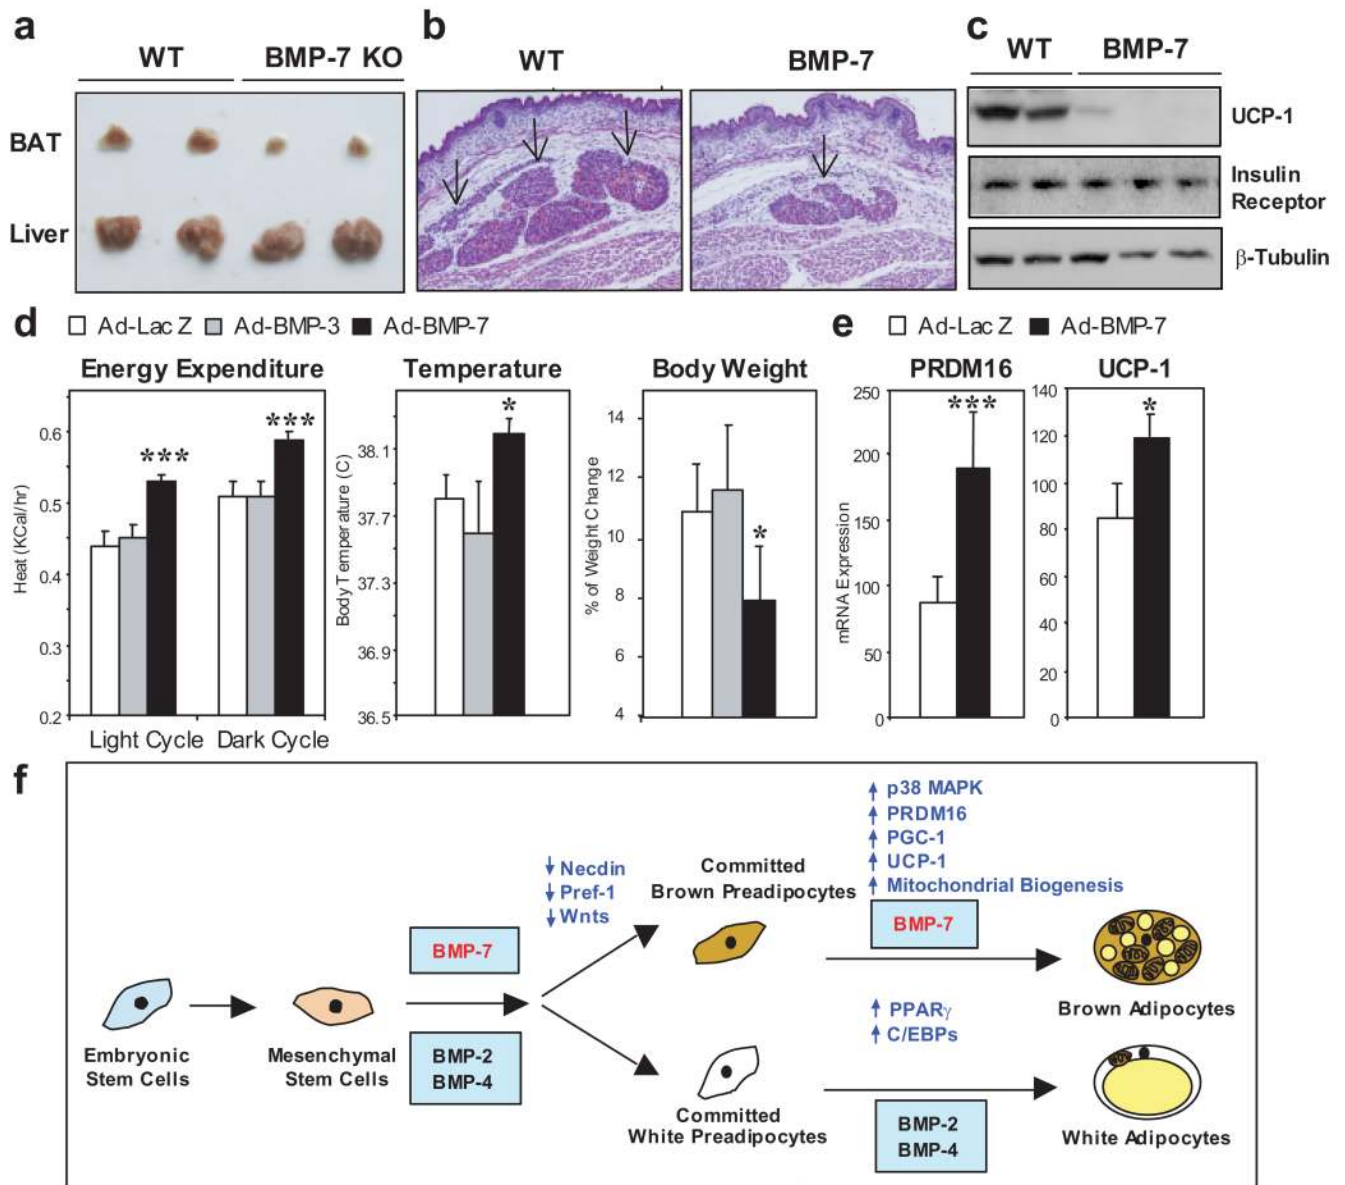 a
WT BMP-7 KO
BAT
Liver
b
WT BMP-7
c
WT BMP-7
UCP-1
Insulin
Receptor
β-Tubulin
d
Ad-Lac Z Ad-BMP-3 Ad-BMP-7
Energy Expenditure
Heat (KCal/hr)
0.6
0.5
0.4
0.3
0.2
***
***
Light Cycle Dark Cycle
Temperature
Body Temperature (C)
38.1
37.7
37.3
36.9
36.5
*
Body Weight
% of Weight Change
14
12
10
8
6
4
*
e
Ad-Lac Z Ad-BMP-7
PRDM16
mRNA Expression
250
200
150
100
50
0
***
UCP-1
140
120
100
80
60
40
20
0
*
f
Embryonic
Stem Cells
Mesenchymal
Stem Cells
BMP-7
BMP-2
BMP-4
↓ Necdin
↓ Pref-1
↓ Wnts
Committed
Brown Preadipocytes
Committed
White Preadipocytes
↑ p38 MAPK
↑ PRDM16
↑ PGC-1
↑ UCP-1
↑ Mitochondrial Biogenesis
BMP-7
↑ PPARγ
↑ C/EBPs
BMP-2
BMP-4
Brown Adipocytes
White Adipocytes